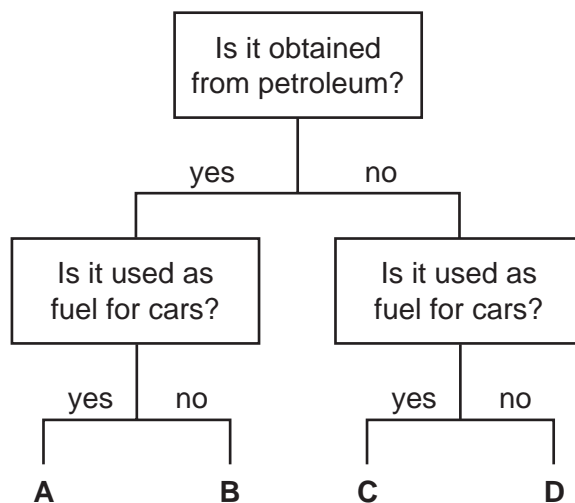 Is it obtained
from petroleum?
yes
no
Is it used as
fuel for cars?
Is it used as
fuel for cars?
yes
no
yes
no
A
B
C
D